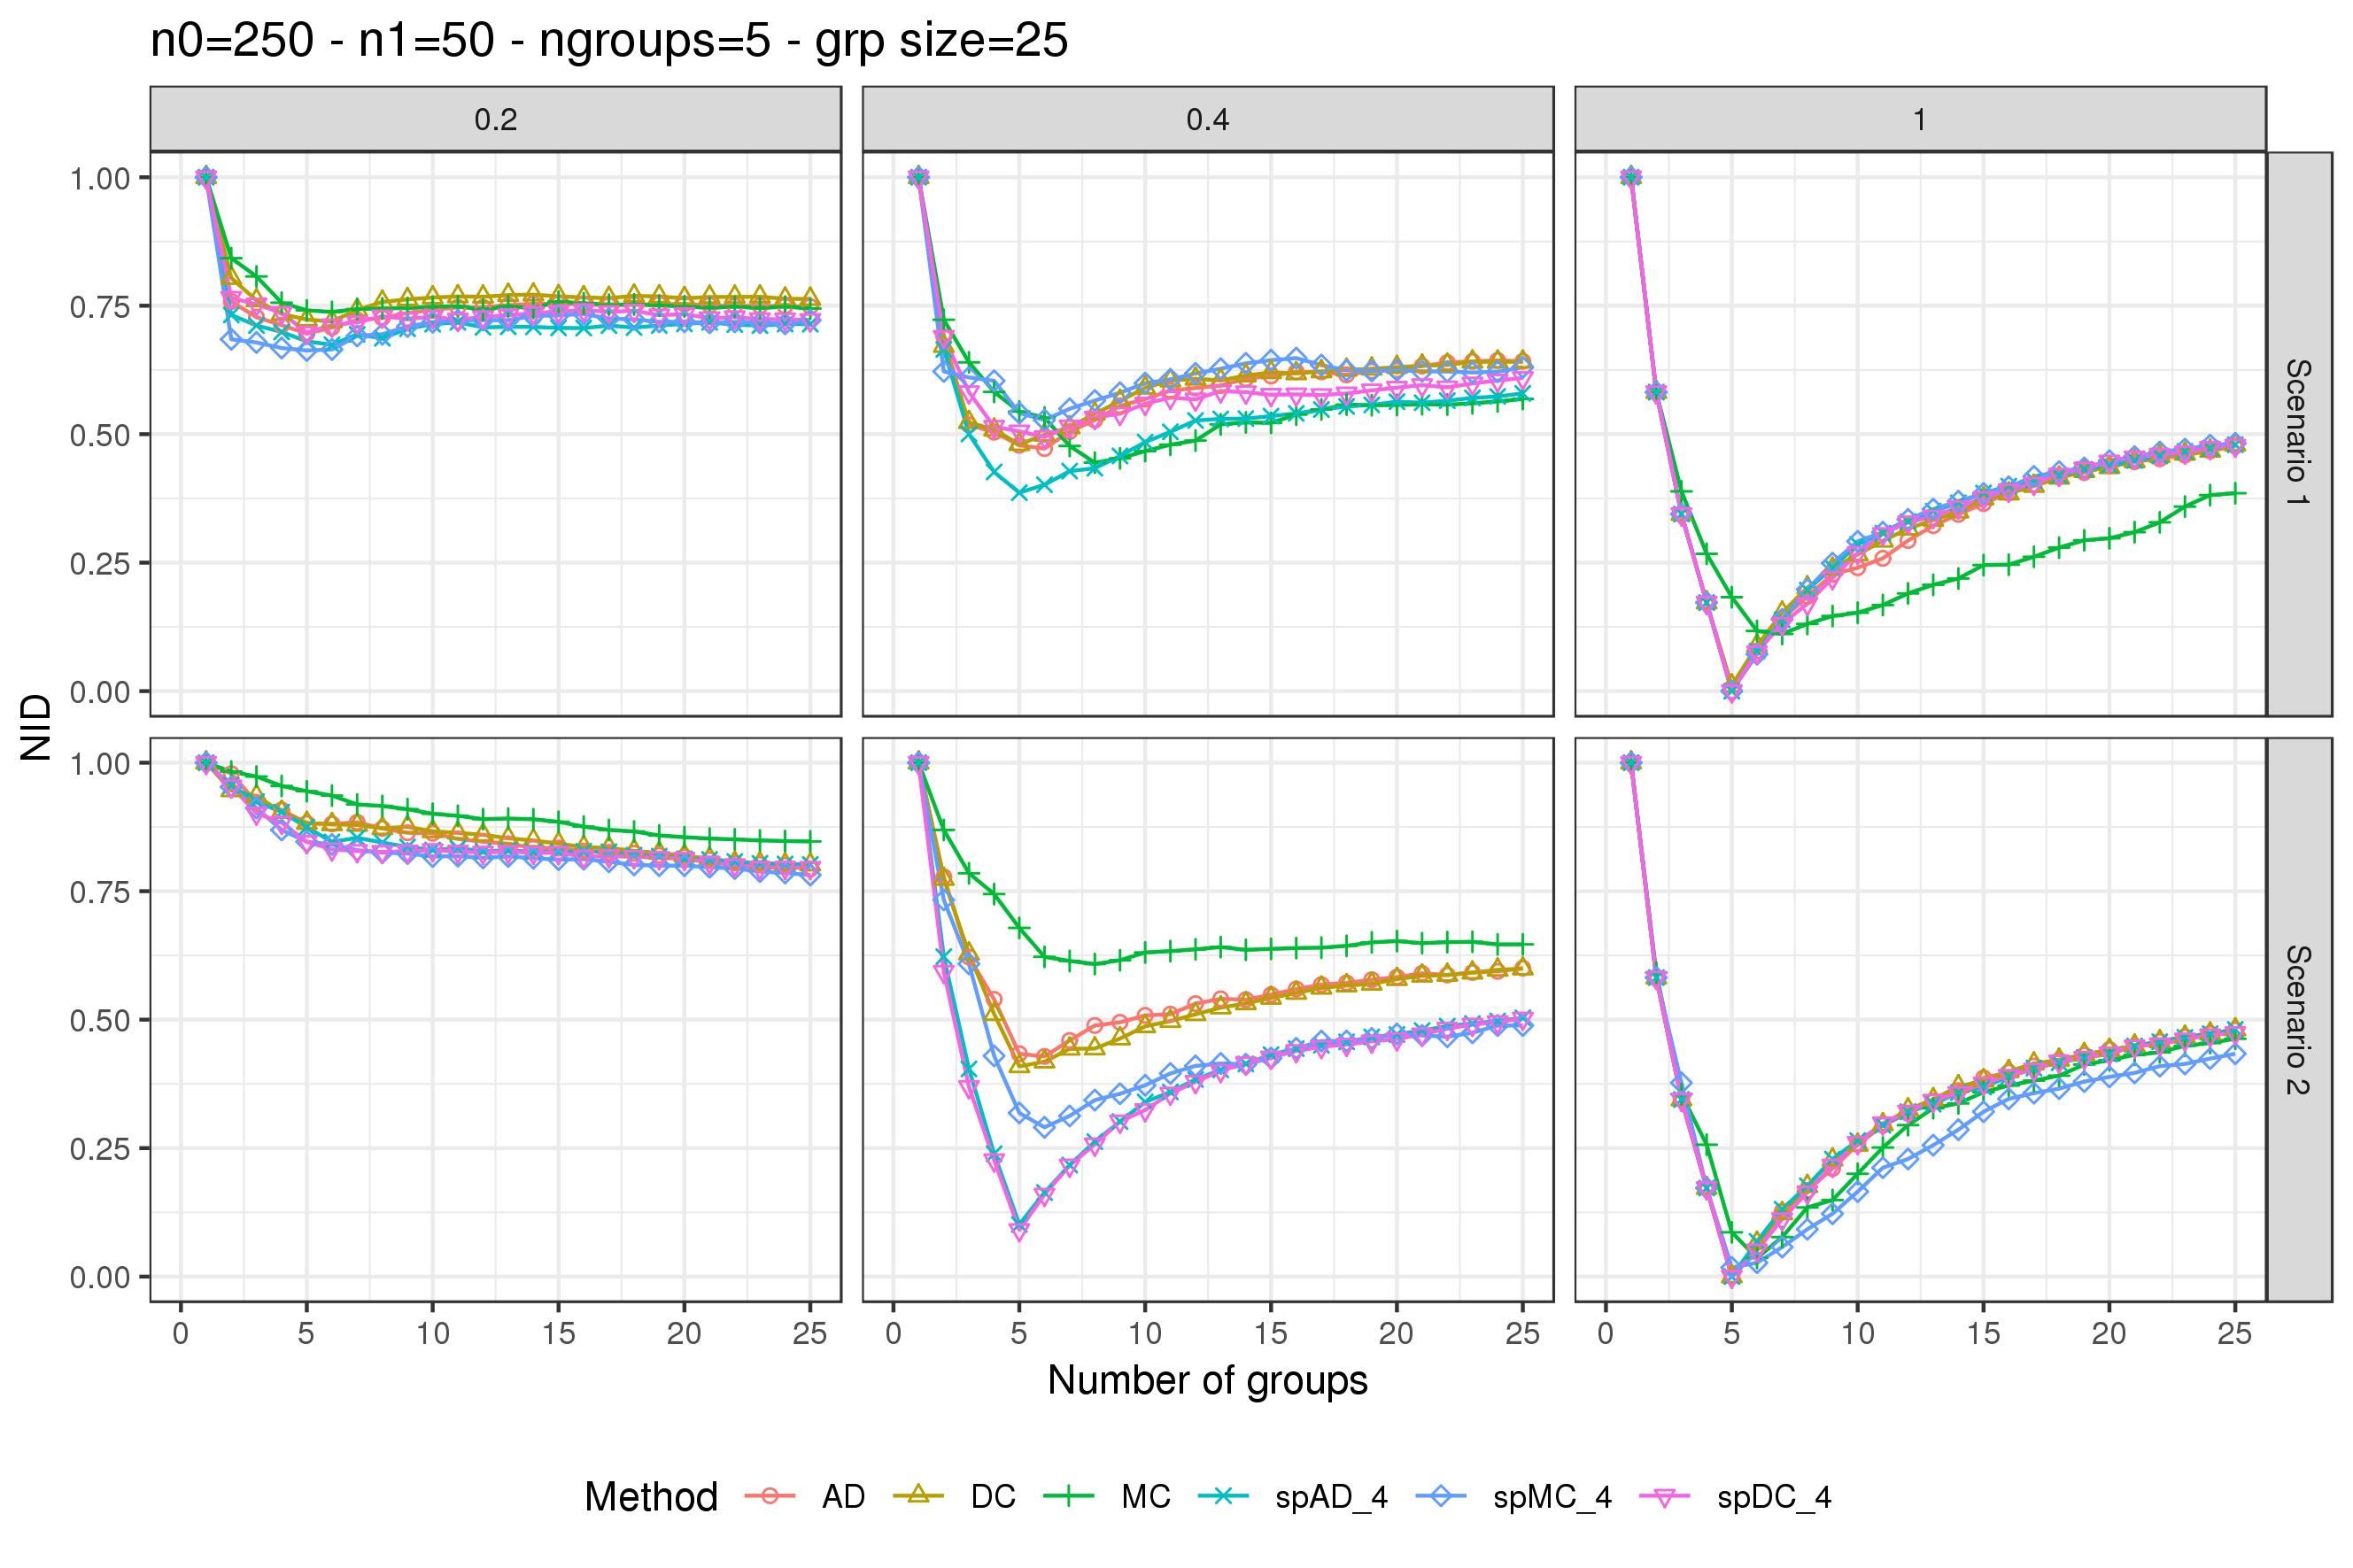 n0=250 - n1=50 - ngroups=5 - grp size=25
0.2 0.4 1
1.00
0.75
0.50
0.25
0.00
Scenario 1
NID
1.00
0.75
0.50
0.25
0.00
Scenario 2
0 5 10 15 20 25 0 5 10 15 20 25 0 5 10 15 20 25
Number of groups
Method AD DC MC spAD_4 spMC_4 spDC_4